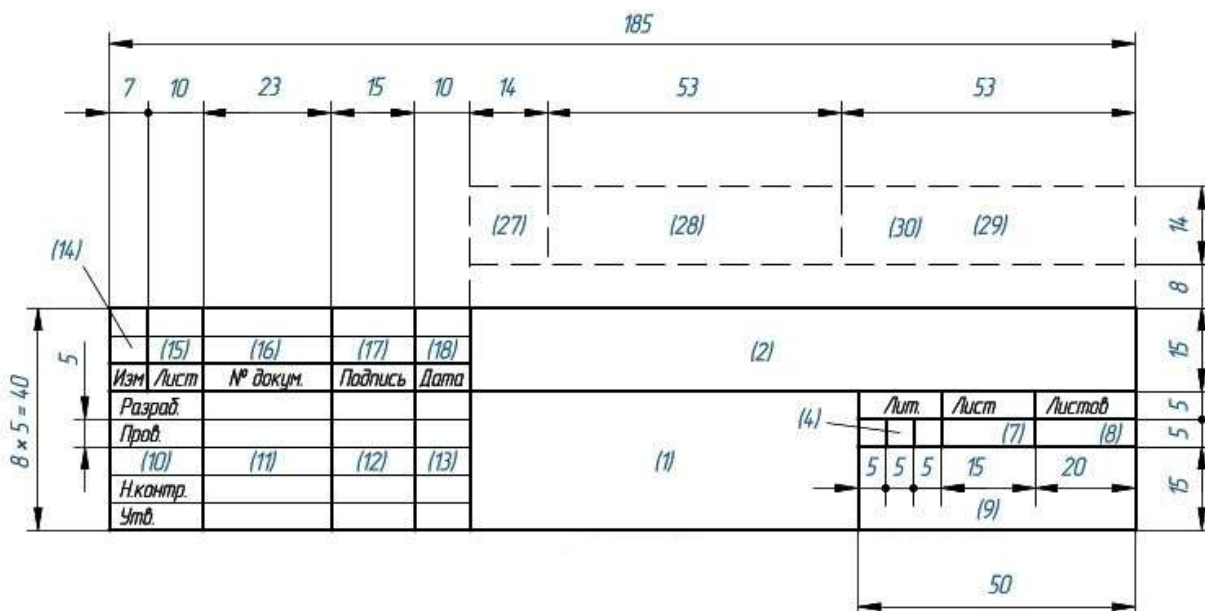 185
7 10 23 15 10 14 53 53
(27) (28) (30) (29) 14
(14)
8
(15) (16) (17) (18) (2) 15
5
Изм Лист № докум. Подпись Дата
Разраб. Лит. Лист Листов 5
Пров. (4) (7) (8) 5
8 × 5 = 40
(10) (11) (12) (13) (1) 5 5 5 15 20 15
Н.контр. (9)
Утв.
50